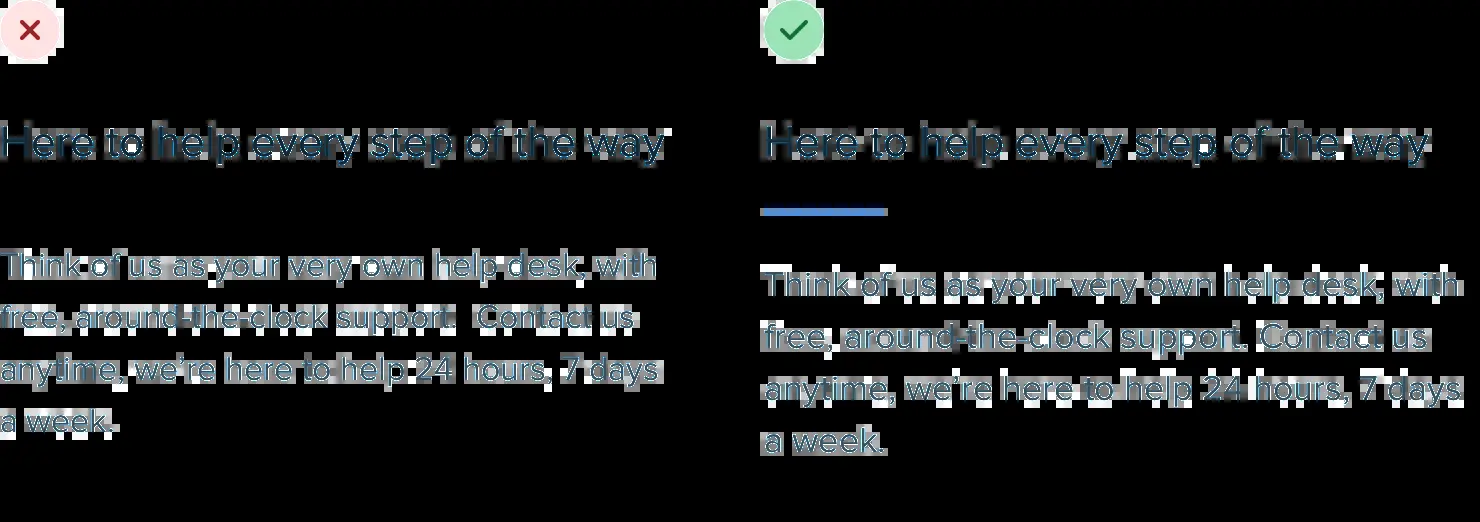 Here to help every step of the way
Think of us as your very own help desk, with
free, around-the-clock support.  Contact us
anytime, we're here to help 24 hours, 7 days
a week.
Here to help every step of the way
Think of us as your very own help desk, with
free, around-the-clock support. Contact us
anytime, we're here to help 24 hours, 7 days
a week.